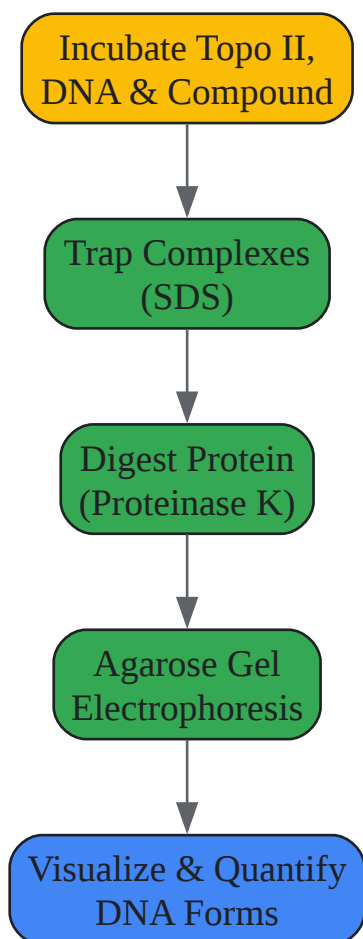 Incubate Topo II,
DNA & Compound
Trap Complexes
(SDS)
Digest Protein
(Proteinase K)
Agarose Gel
Electrophoresis
Visualize & Quantify
DNA Forms